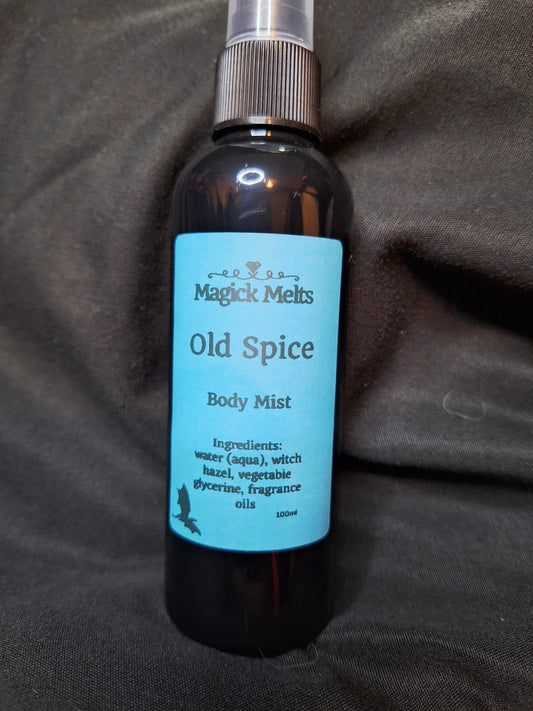 Magick Melts
Old Spice
Body Mist
Ingredients:
water (aqua), witch
hazel, vegetable
glycerine, fragrance
oils
100ml